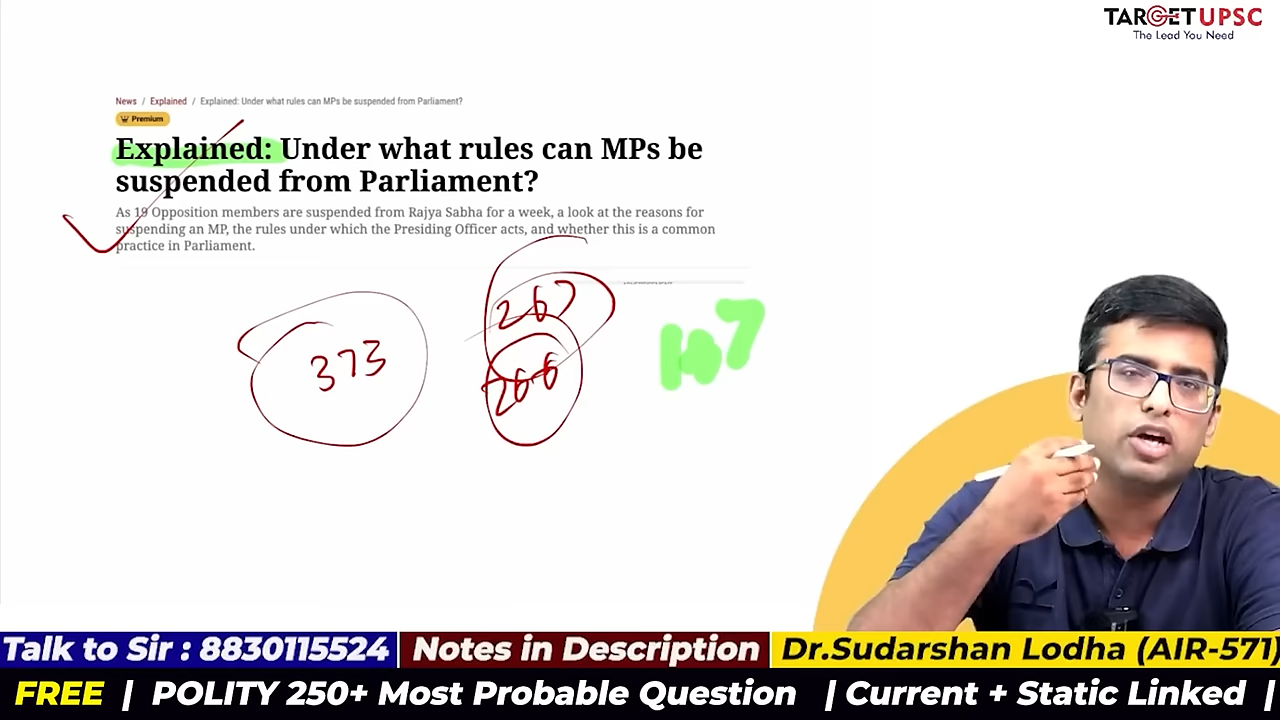 TARGET UPSC
The Lead You Need
News / Explained / Explained: Under what rules can MPs be suspended from Parliament?
Premium
Explained: Under what rules can MPs be
suspended from Parliament?
As 19 Opposition members are suspended from Rajya Sabha for a week, a look at the reasons for
suspending an MP, the rules under which the Presiding Officer acts, and whether this is a common
practice in Parliament.
267
373
266
Talk to Sir : 8830115524 Notes in Description Dr.Sudarshan Lodha (AIR-571)
FREE | POLITY 250+ Most Probable Question | Current + Static Linked |